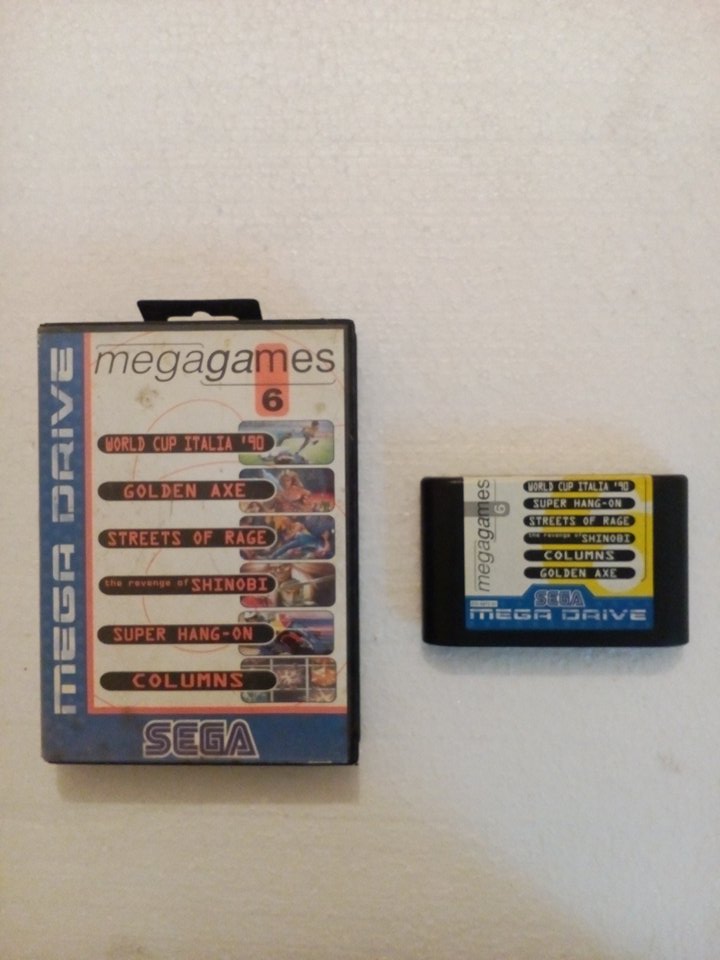 MEGA DRIVE
megagames
6
WORLD CUP ITALIA '90
GOLDEN AXE
STREETS OF RAGE
the revenge of SHINOBI
SUPER HANG-ON
COLUMNS
SEGA
megagames
6
WORLD CUP ITALIA '90
SUPER HANG-ON
STREETS OF RAGE
the revenge of SHINOBI
COLUMNS
GOLDEN AXE
SEGA
MEGA DRIVE